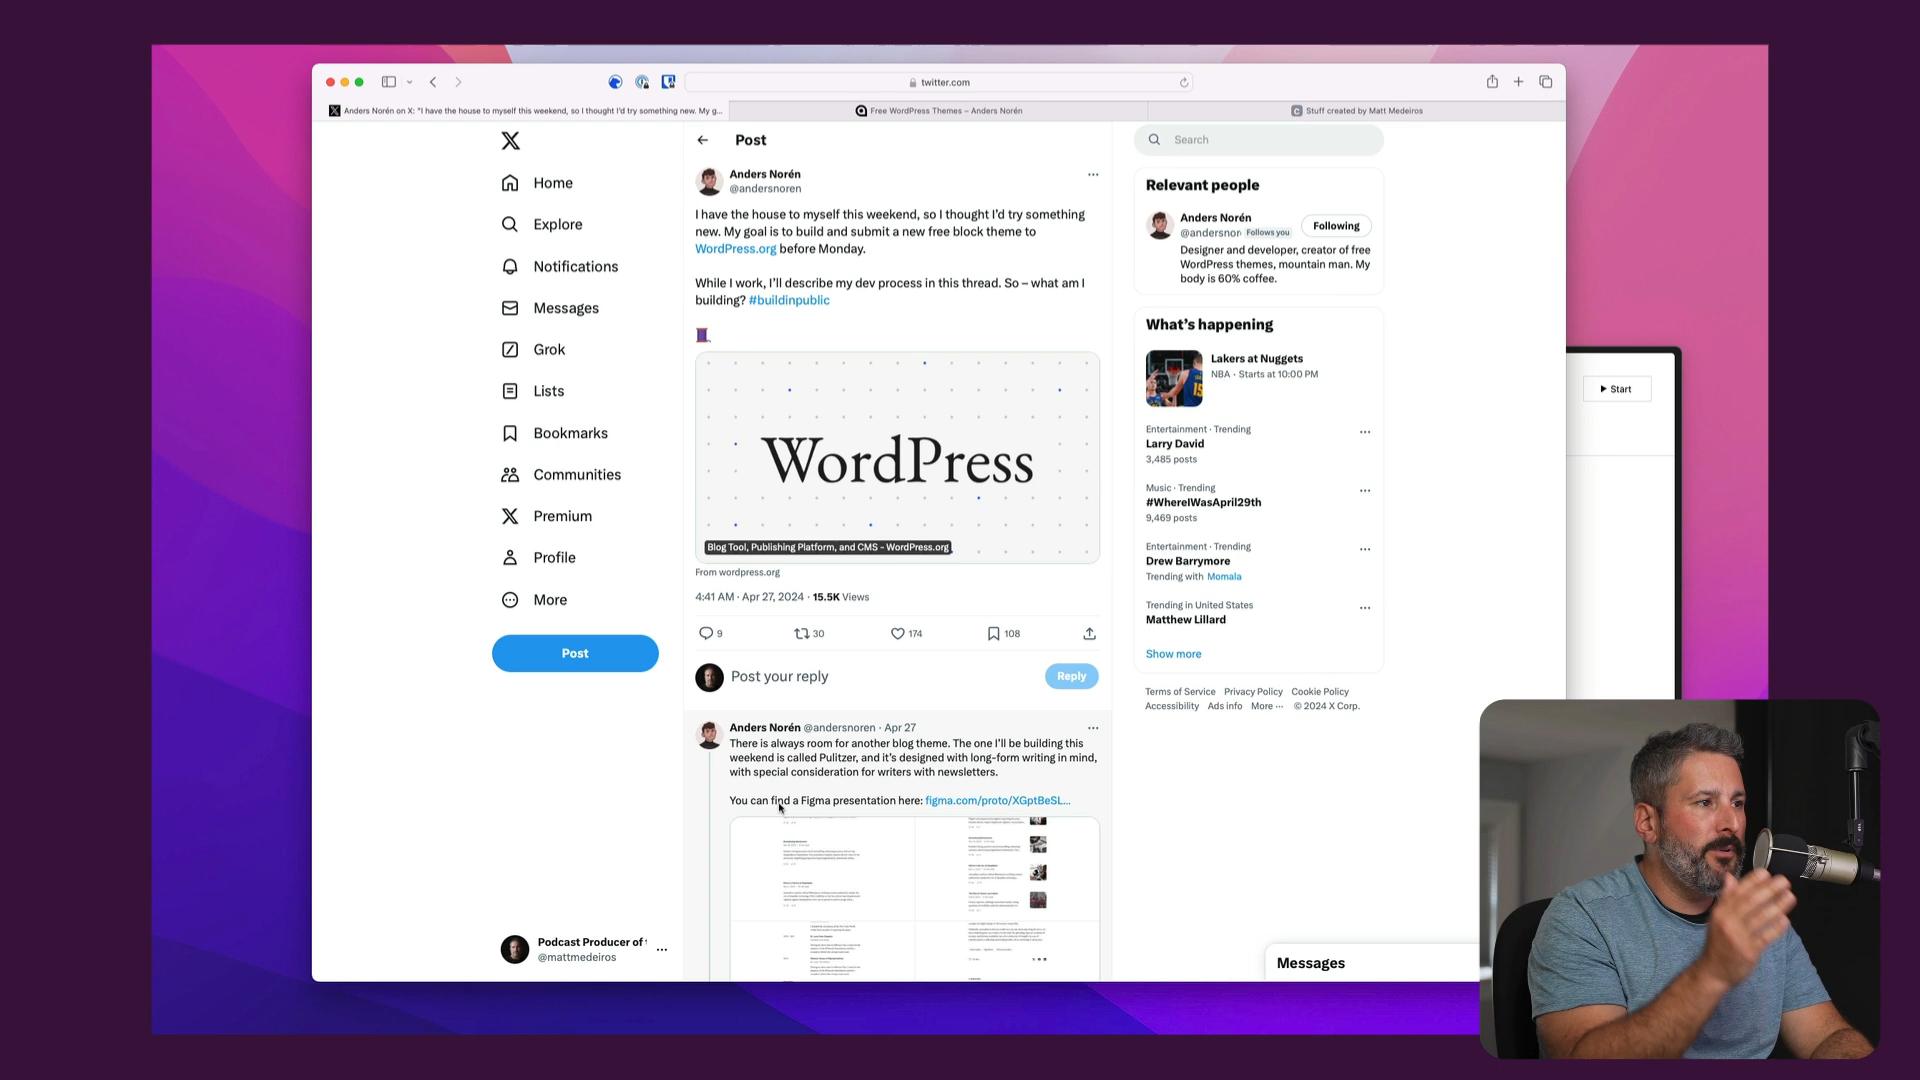 twitter.com
Anders Norén on X: "I have the house to myself this weekend, so I thought I'd try something new. My g...
Free WordPress Themes – Anders Norén
Stuff created by Matt Medeiros
Home
Explore
Notifications
Messages
Grok
Lists
Bookmarks
Communities
Premium
Profile
More
Post
Podcast Producer of
@mattmedeiros
Post
Anders Norén
@andersnoren
I have the house to myself this weekend, so I thought I'd try something
new. My goal is to build and submit a new free block theme to
WordPress.org before Monday.
While I work, I'll describe my dev process in this thread. So – what am I
building? #buildinpublic
WordPress
Blog Tool, Publishing Platform, and CMS - WordPress.org
From wordpress.org
4:41 AM · Apr 27, 2024 · 15.5K Views
9
30
174
108
Post your reply
Reply
Anders Norén @andersnoren · Apr 27
There is always room for another blog theme. The one I'll be building this
weekend is called Pulitzer, and it's designed with long-form writing in mind,
with special consideration for writers with newsletters.
You can find a Figma presentation here: figma.com/proto/XGptBeSL...
Search
Relevant people
Anders Norén
@andersnor Follows you
Following
Designer and developer, creator of free
WordPress themes, mountain man. My
body is 60% coffee.
What's happening
Lakers at Nuggets
NBA · Starts at 10:00 PM
Entertainment · Trending
Larry David
3,485 posts
Music · Trending
#WhereIWasApril29th
9,469 posts
Entertainment · Trending
Drew Barrymore
Trending with Momala
Trending in United States
Matthew Lillard
Show more
Terms of Service Privacy Policy Cookie Policy
Accessibility Ads info More ··· © 2024 X Corp.
Messages
Start